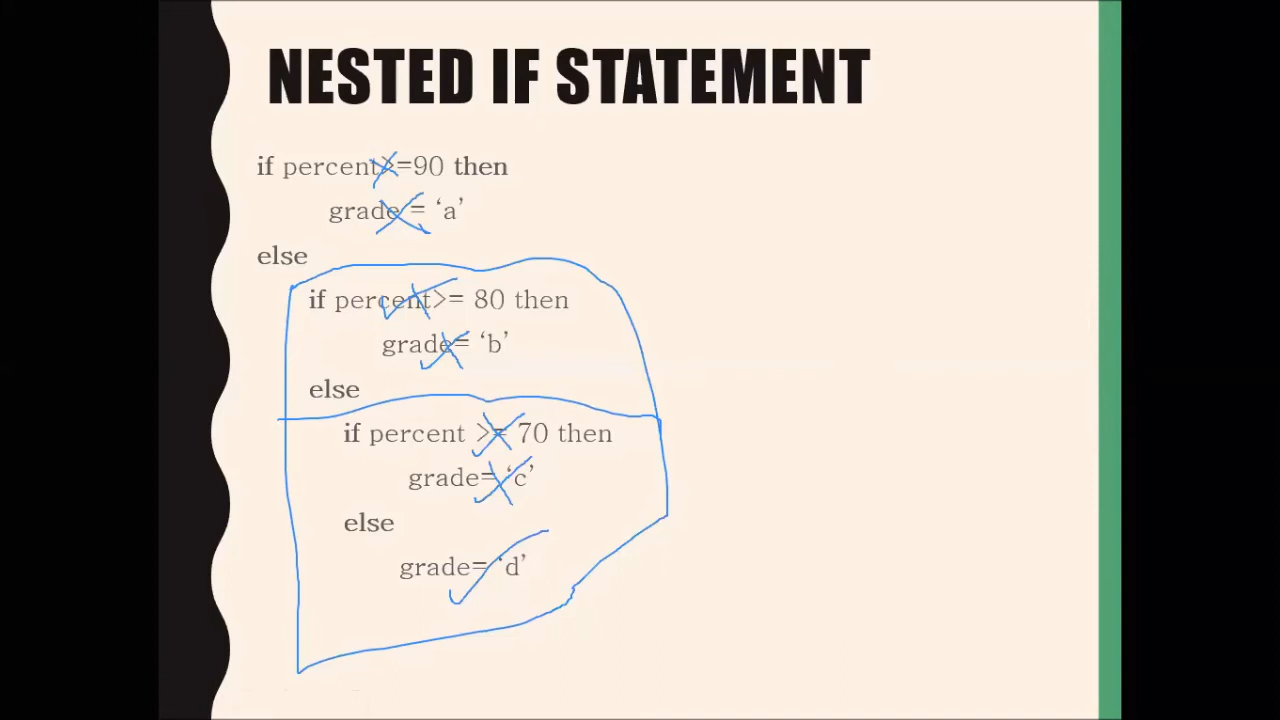 NESTED IF STATEMENT
if percent>=90 then
grade = ‘a’
else
if percent>= 80 then
grade= ‘b’
else
if percent >= 70 then
grade= ‘c’
else
grade= ‘d’